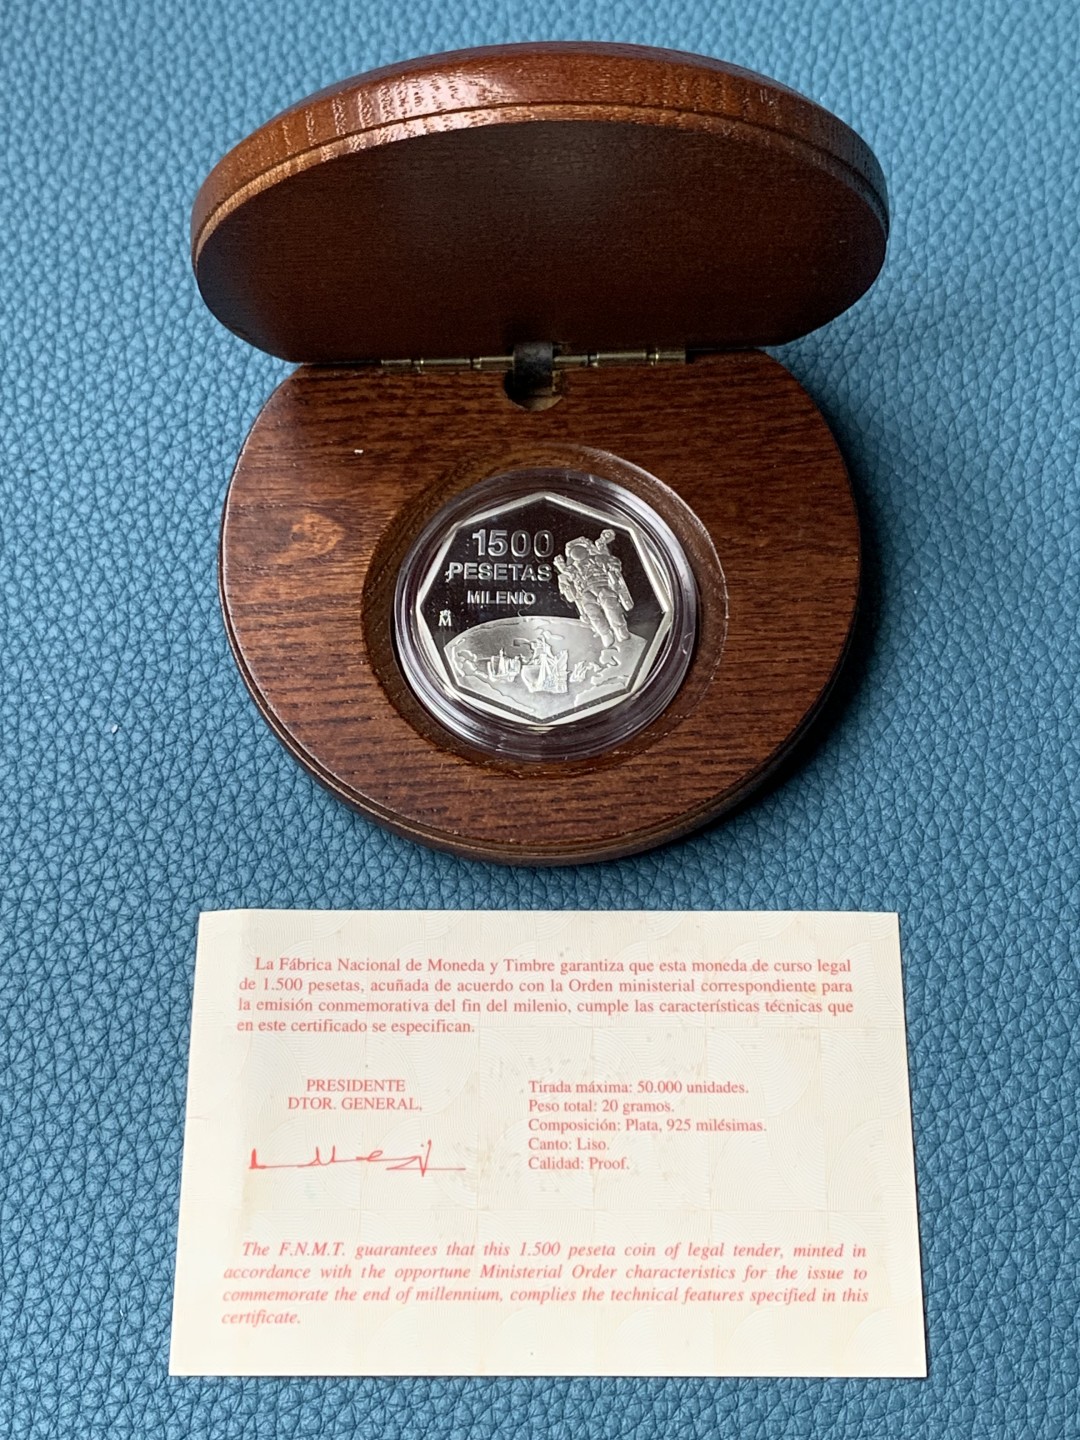 1500
PESETAS
MILENIO
M
La Fábrica Nacional de Moneda y Timbre garantiza que esta moneda de curso legal
de 1.500 pesetas, acuñada de acuerdo con la Orden ministerial correspondiente para
la emisión conmemorativa del fin del milenio, cumple las características técnicas que
en este certificado se especifican.
PRESIDENTE
DTOR. GENERAL,
Tirada máxima: 50.000 unidades.
Peso total: 20 gramos.
Composición: Plata, 925 milésimas.
Canto: Liso.
Calidad: Proof.
The F.N.M.T. guarantees that this 1.500 peseta coin of legal tender, minted in
accordance with the opportune Ministerial Order characteristics for the issue to
commemorate the end of millennium, complies the technical features specified in this
certificate.